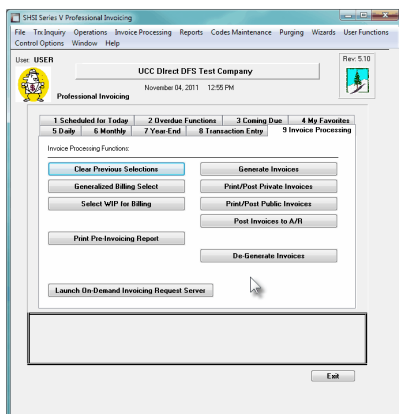 SHSI Series V Professional Invoicing
File Trx Inquiry Operations Invoice Processing Reports Codes Maintenance Purging Wizards User Functions
Control Options Window Help
User: USER
Rev: 5.10
UCC DIrect DFS Test Company
November 04, 2011 12:55 PM
Professional Invoicing
1 Scheduled for Today 2 Overdue Functions 3 Coming Due 4 My Favorites
5 Daily 6 Monthly 7 Year-End 8 Transaction Entry 9 Invoice Processing
Invoice Processing Functions:
Clear Previous Selections
Generate Invoices
Generalized Billing Select
Print/Post Private Invoices
Select WIP for Billing
Print/Post Public Invoices
Post Invoices to A/R
Print Pre-Invoicing Report
De-Generate Invoices
Launch On-Demand Invoicing Request Server
Exit